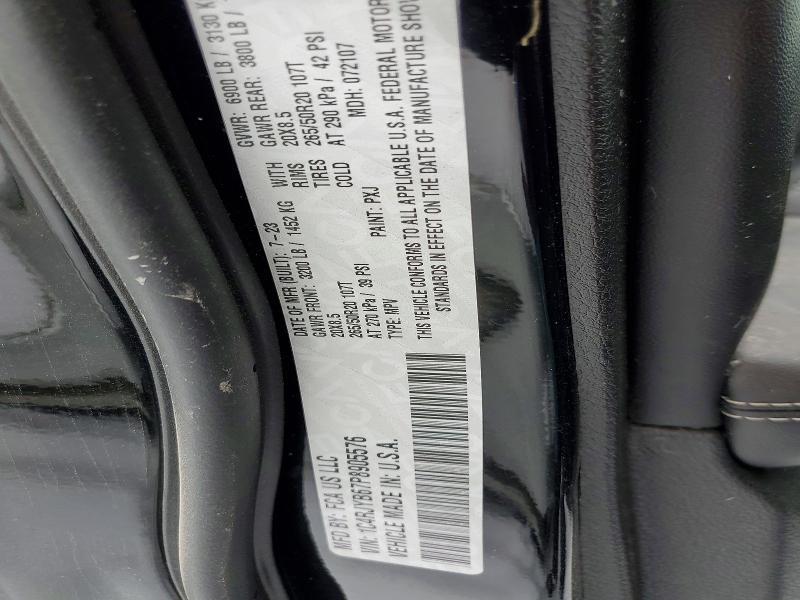 MFD BY: FCA US LLC
DATE OF MFR (BUILT): 7-23
GVWR: 6900 LB / 3130 K
GAWR FRONT: 3200 LB / 1452 KG WITH GAWR REAR: 3800 LB /
20X8.5 RIMS 20X8.5
265/50R20 107T TIRES 265/50R20 107T
AT 270 kPa / 39 PSI COLD AT 290 kPa / 42 PSI
VIN: 1C4RJYB67P8905576
TYPE: MPV PAINT: PXJ MDH: 072107
VEHICLE MADE IN: U.S.A.
THIS VEHICLE CONFORMS TO ALL APPLICABLE U.S.A. FEDERAL MOTOR
STANDARDS IN EFFECT ON THE DATE OF MANUFACTURE SHOW